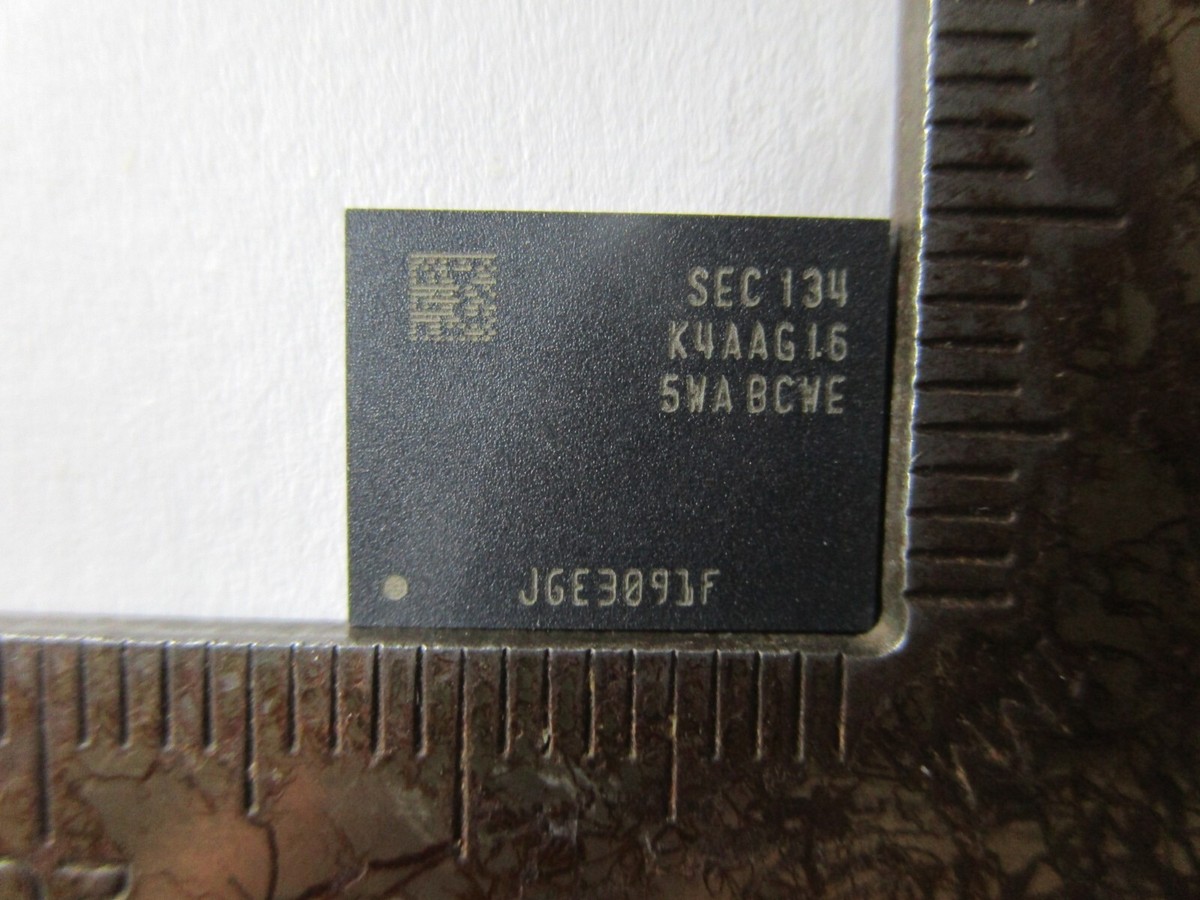 SEC 134
K4AAG16
5WA BCWE
JGE3091F